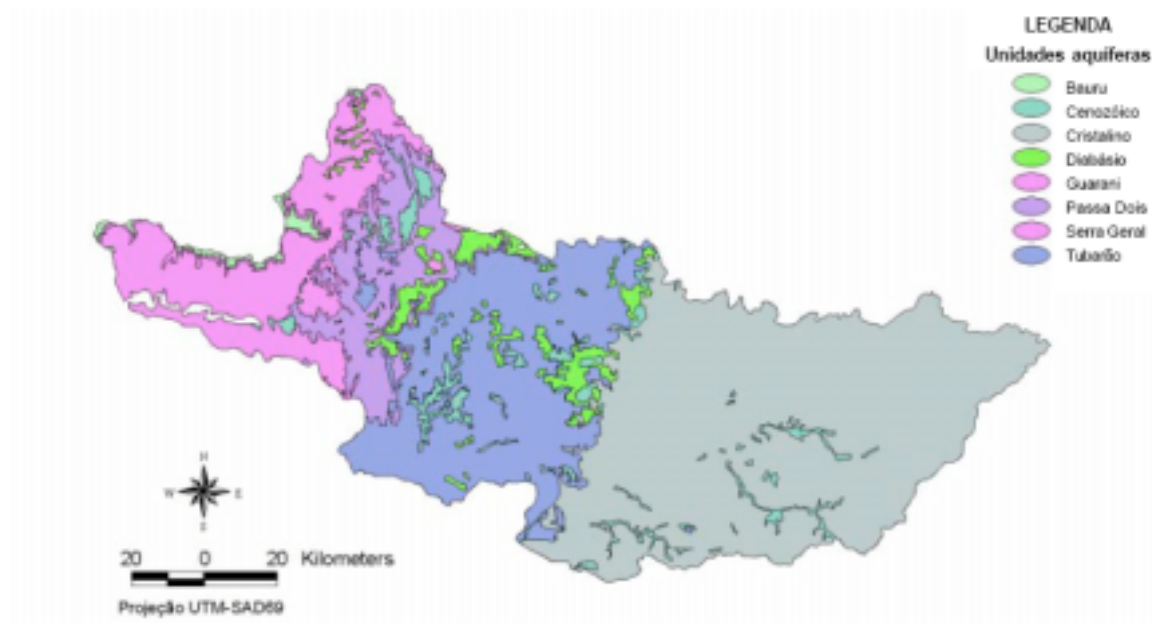 LEGENDA
Unidades aquíferas
Bauru
Cenozóico
Cristalino
Diabásio
Guarani
Passa Dois
Serra Geral
Tubarão
N
W E
S
20 0 20 Kilometers
Projeção UTM-SAD69